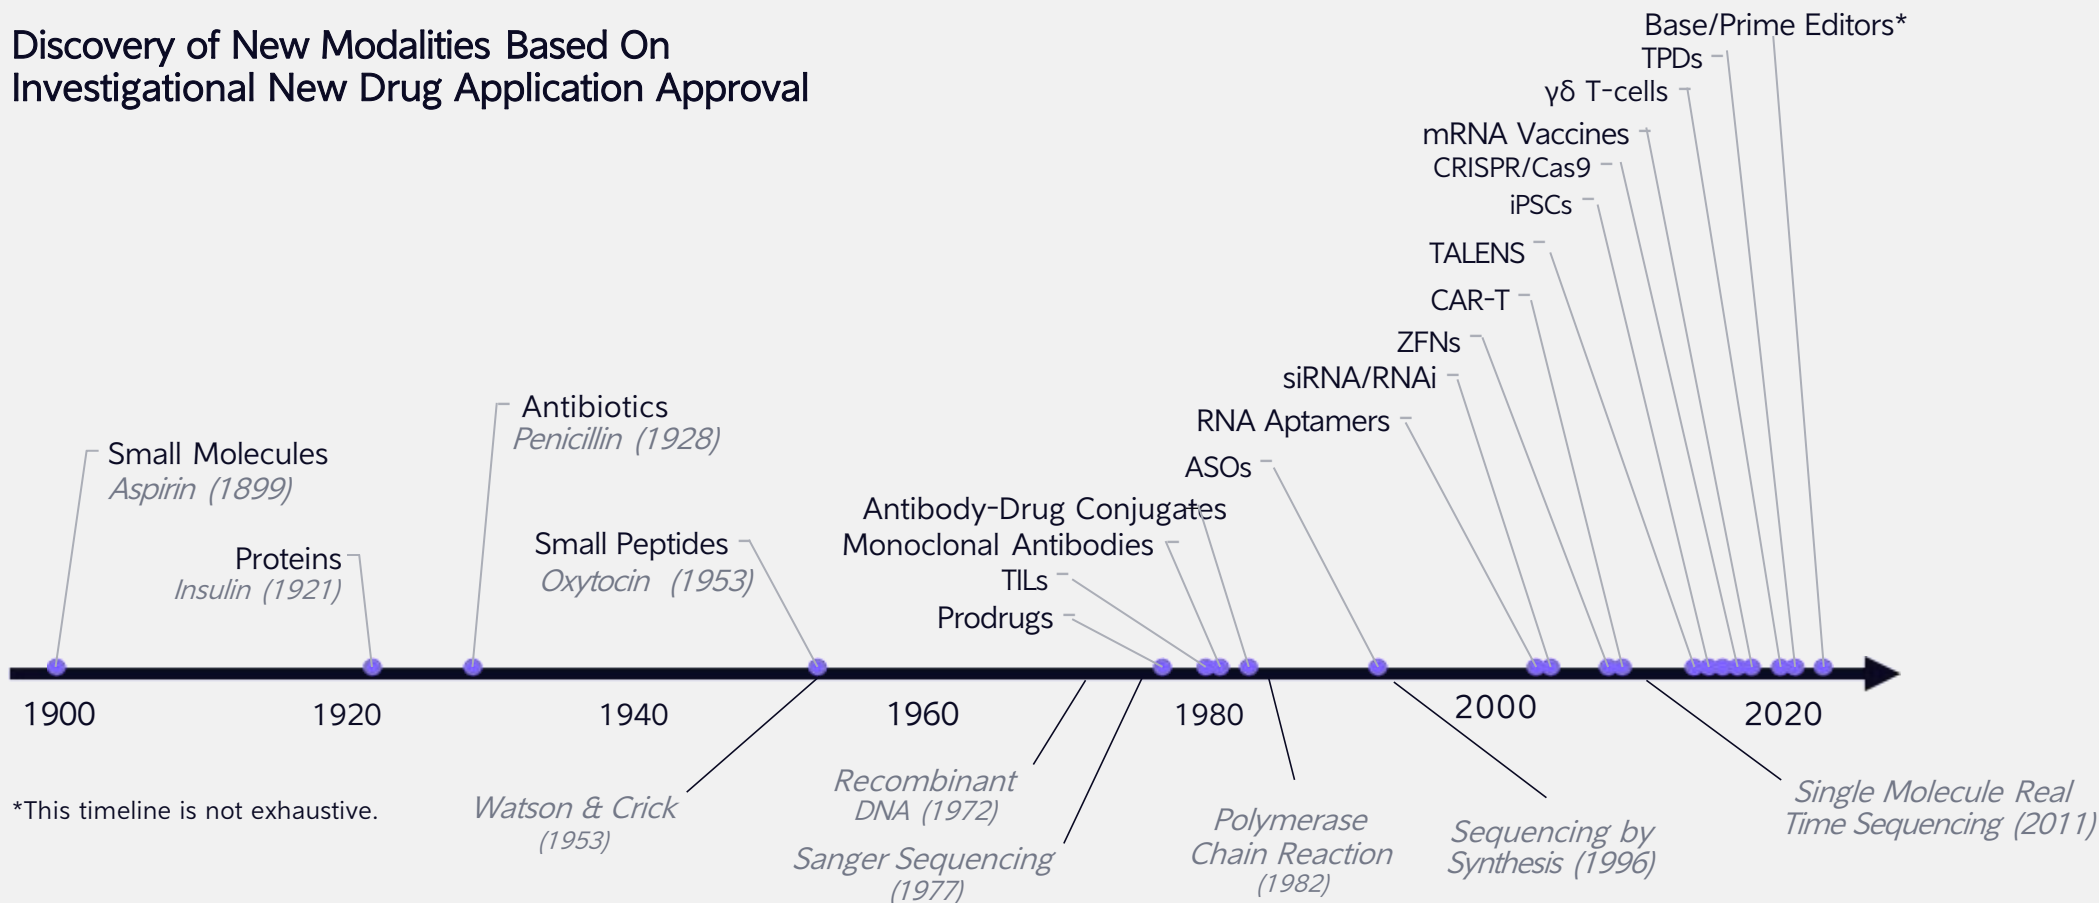 Discovery of New Modalities Based On
Investigational New Drug Application Approval
Base/Prime Editors*
TPDs
γδ T-cells
mRNA Vaccines
CRISPR/Cas9
iPSCs
TALENS
CAR-T
ZFNs
siRNA/RNAi
RNA Aptamers
ASOs
Antibody-Drug Conjugates
Monoclonal Antibodies
TILs
Prodrugs
Antibiotics
Penicillin (1928)
Small Molecules
Aspirin (1899)
Small Peptides
Oxytocin (1953)
Proteins
Insulin (1921)
1900
1920
1940
1960
1980
2000
2020
*This timeline is not exhaustive.
Watson & Crick
(1953)
Recombinant
DNA (1972)
Sanger Sequencing
(1977)
Polymerase
Chain Reaction
(1982)
Sequencing by
Synthesis (1996)
Single Molecule Real
Time Sequencing (2011)